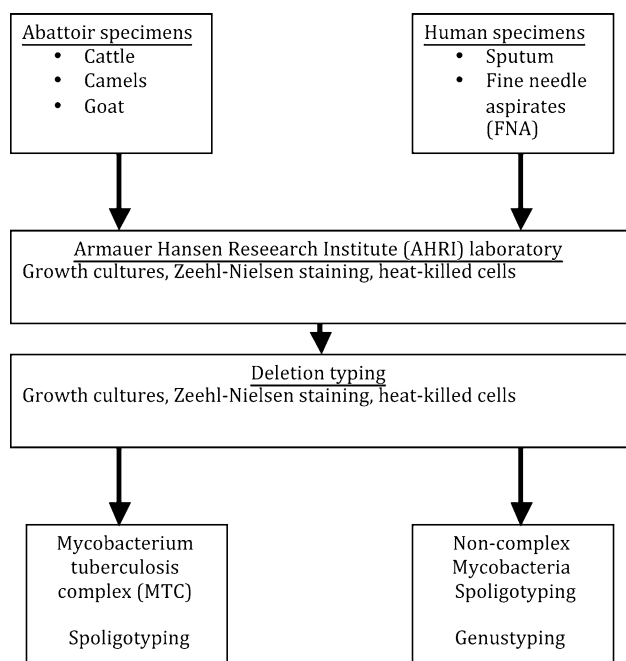 Abattoir specimens
• Cattle
• Camels
• Goat
Human specimens
• Sputum
• Fine needle
aspirates
(FNA)
Armauer Hansen Reseearch Institute (AHRI) laboratory
Growth cultures, Zeehl-Nielsen staining, heat-killed cells
Deletion typing
Growth cultures, Zeehl-Nielsen staining, heat-killed cells
Mycobacterium
tuberculosis
complex (MTC)
Spoligotyping
Non-complex
Mycobacteria
Spoligotyping
Genustyping